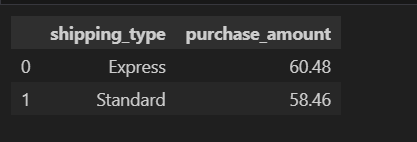 shipping_type purchase_amount
0 Express 60.48
1 Standard 58.46